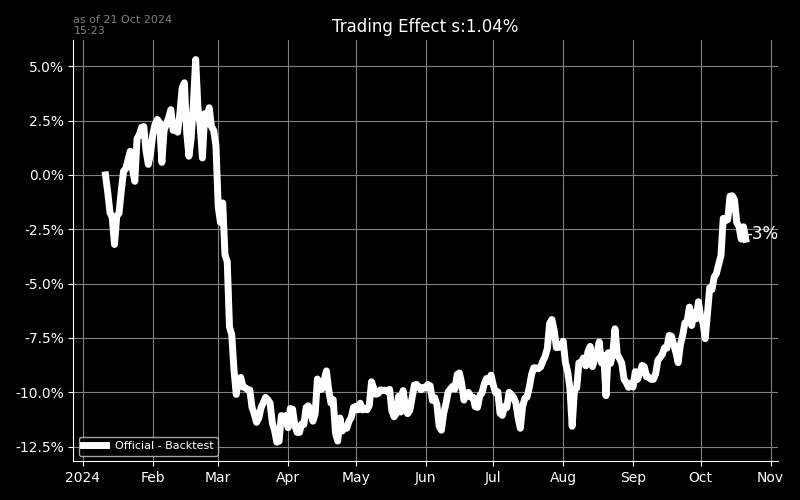 as of 21 Oct 2024
15:23
Trading Effect s:1.04%
5.0%
2.5%
0.0%
-2.5%
-5.0%
-7.5%
-10.0%
-12.5%
-3%
Official - Backtest
2024 Feb Mar Apr May Jun Jul Aug Sep Oct Nov